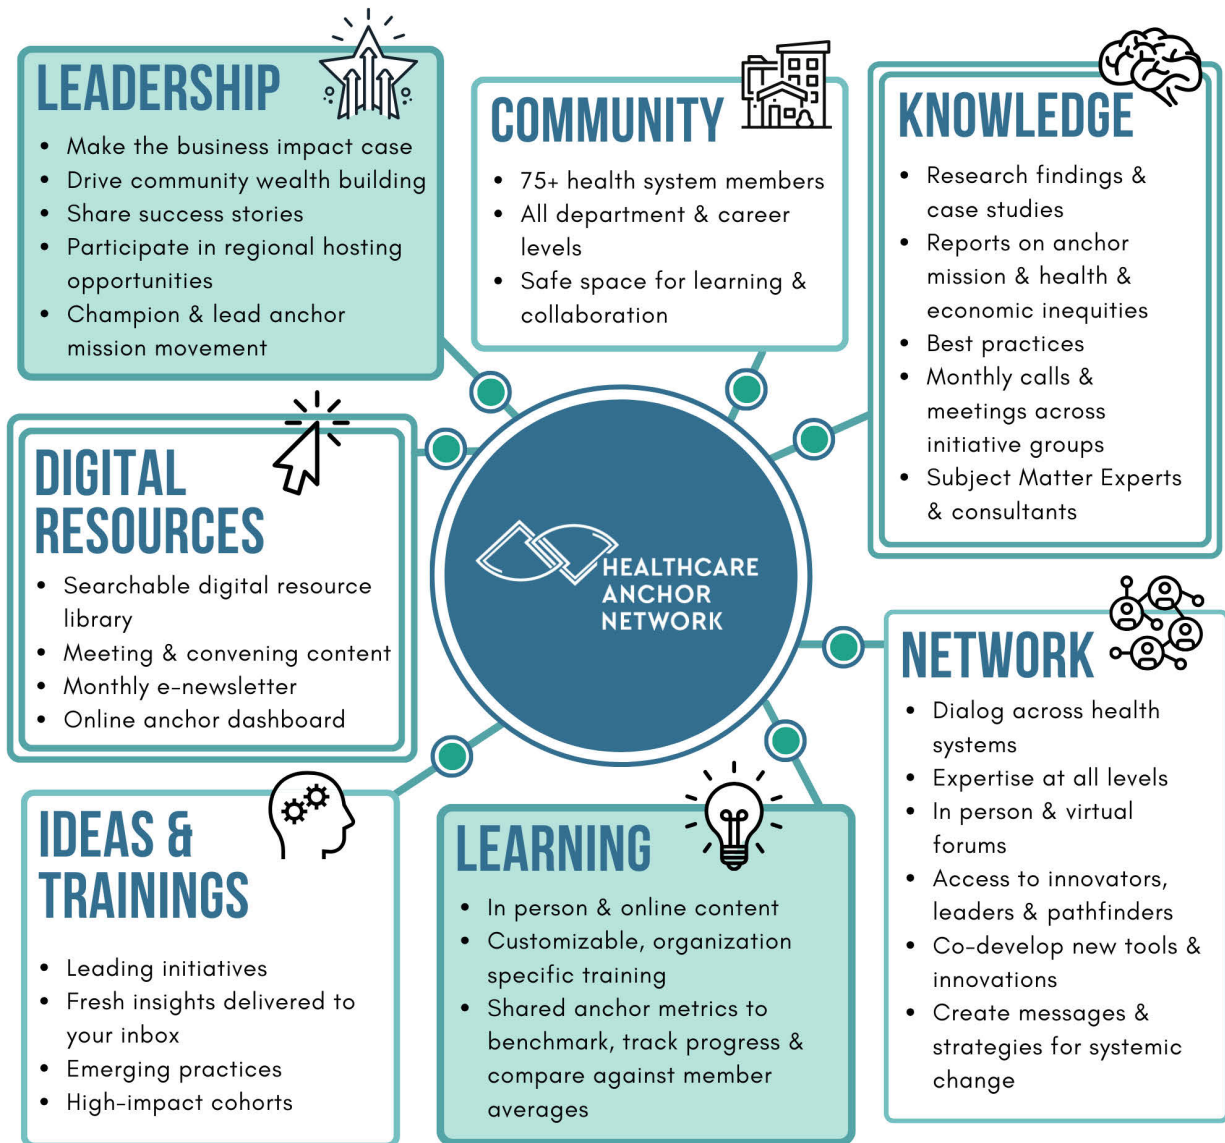 LEADERSHIP
• Make the business impact case
• Drive community wealth building
• Share success stories
• Participate in regional hosting
opportunities
• Champion & lead anchor
mission movement
COMMUNITY
• 75+ health system members
• All department & career
levels
• Safe space for learning &
collaboration
KNOWLEDGE
• Research findings &
case studies
• Reports on anchor
mission & health &
economic inequities
• Best practices
• Monthly calls &
meetings across
initiative groups
• Subject Matter Experts
& consultants
DIGITAL
RESOURCES
• Searchable digital resource
library
• Meeting & convening content
• Monthly e-newsletter
• Online anchor dashboard
HEALTHCARE
ANCHOR
NETWORK
NETWORK
• Dialog across health
systems
• Expertise at all levels
• In person & virtual
forums
• Access to innovators,
leaders & pathfinders
• Co-develop new tools &
innovations
• Create messages &
strategies for systemic
change
IDEAS &
TRAININGS
• Leading initiatives
• Fresh insights delivered to
your inbox
• Emerging practices
• High-impact cohorts
LEARNING
• In person & online content
• Customizable, organization
specific training
• Shared anchor metrics to
benchmark, track progress &
compare against member
averages